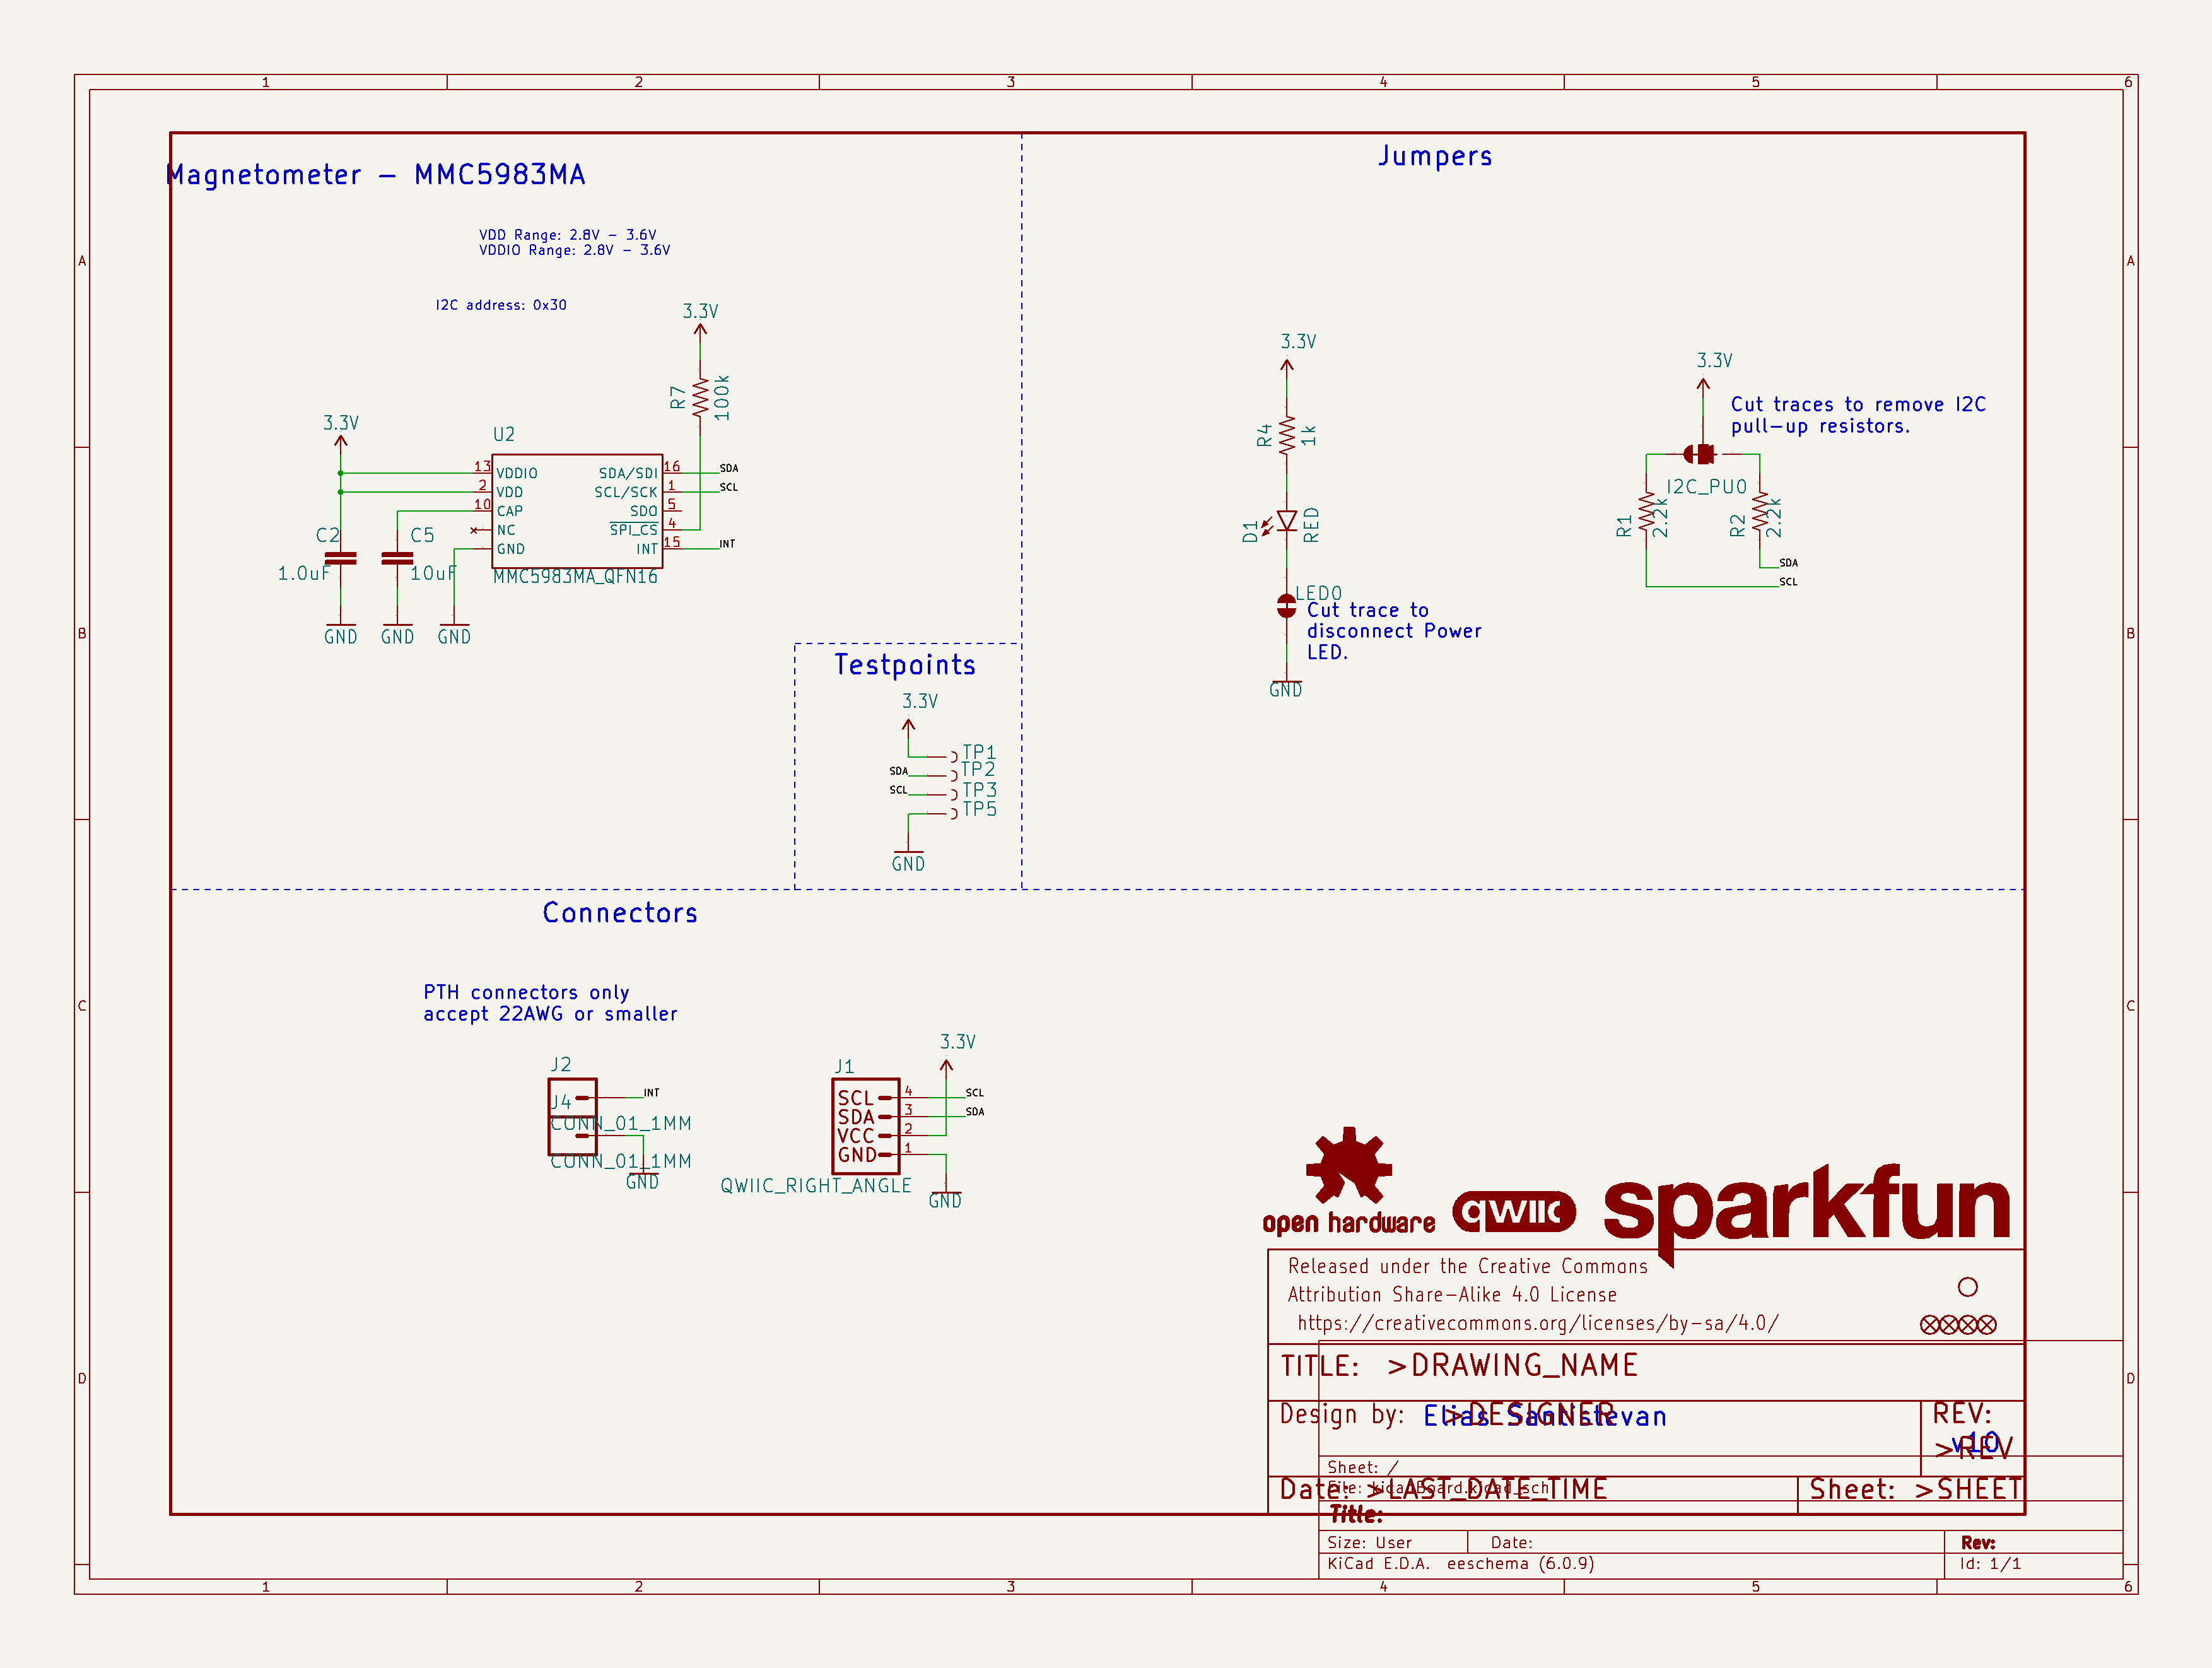 1 2 3 4 5 6
A
B
C
D
A
B
C
D
Magnetometer - MMC5983MA
VDD Range: 2.8V - 3.6V
VDDIO Range: 2.8V - 3.6V
I2C address: 0x30
3.3V
R7
100k
3.3V
U2
13 VDDIO
2 VDD
10 CAP
NC
GND
SDA/SDI 16 SDA
SCL/SCK 1 SCL
SDO 5
SPI_CS 4
INT 15 INT
MMC5983MA_QFN16
C2
1.0uF
C5
10uF
GND
GND
GND
Testpoints
3.3V
TP1
SDA TP2
SCL TP3
TP5
GND
Jumpers
3.3V
R4
1k
D1
RED
LED0
Cut trace to
disconnect Power
LED.
GND
3.3V
Cut traces to remove I2C
pull-up resistors.
I2C_PU0
R1
2.2k
R2
2.2k
SDA
SCL
Connectors
PTH connectors only
accept 22AWG or smaller
J2
INT
J4
CONN_01_1MM
CONN_01_1MM
GND
3.3V
J1
SCL 4 SCL
SDA 3 SDA
VCC 2
GND 1
QWIIC_RIGHT_ANGLE
GND
open hardware
qwiic
sparkfun
Released under the Creative Commons
Attribution Share-Alike 4.0 License
https://creativecommons.org/licenses/by-sa/4.0/
TITLE: >DRAWING_NAME
Design by: >DESIGNER
Elias Santistevan
REV:
>REV
v10
Sheet: /
File: kicadBoard.kicad_sch
Date: >LAST_DATE_TIME
Sheet: >SHEET
Title:
Size: User
Date:
Rev:
KiCad E.D.A. eeschema (6.0.9)
Id: 1/1
1 2 3 4 5 6